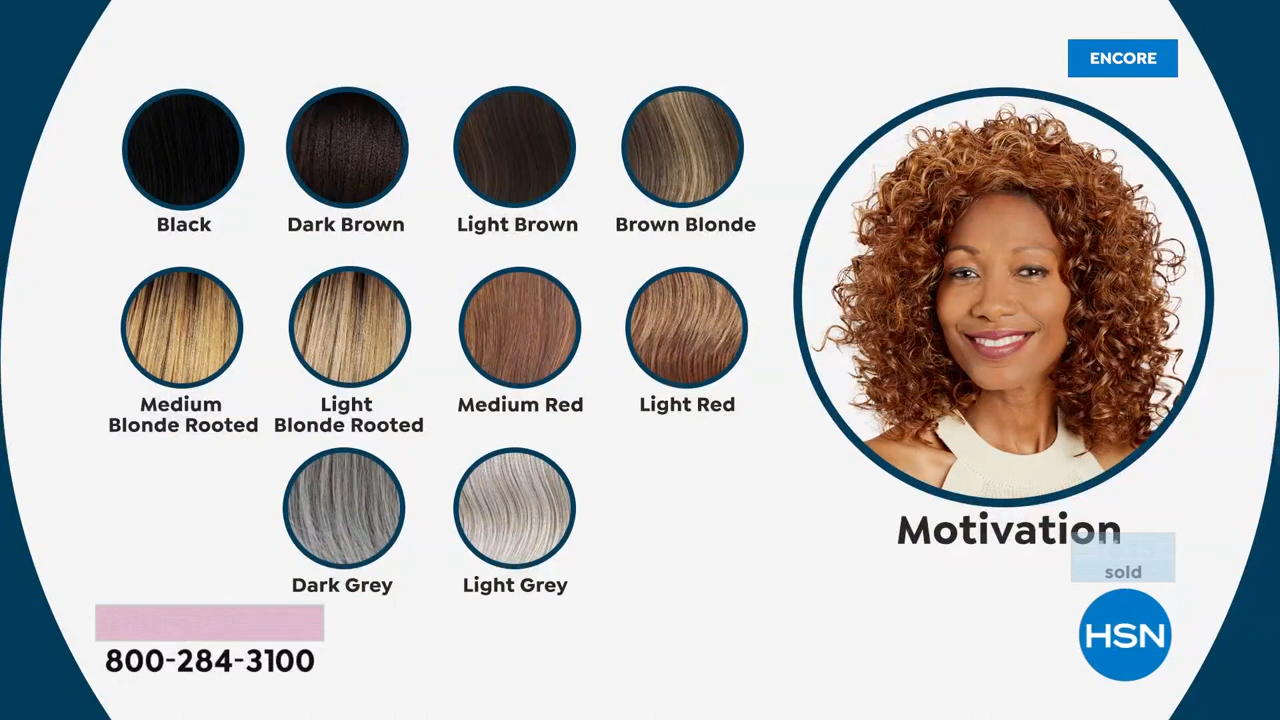 ENCORE
Black
Dark Brown
Light Brown
Brown Blonde
Medium
Blonde Rooted
Light
Blonde Rooted
Medium Red
Light Red
Dark Grey
Light Grey
Motivation
sold
800-284-3100
HSN